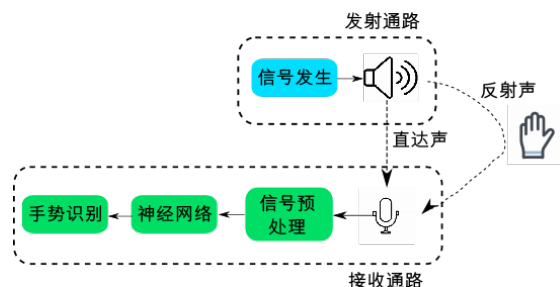 发射通路
信号发生
反射声
直达声
手势识别
神经网络
信号预
处理
接收通路